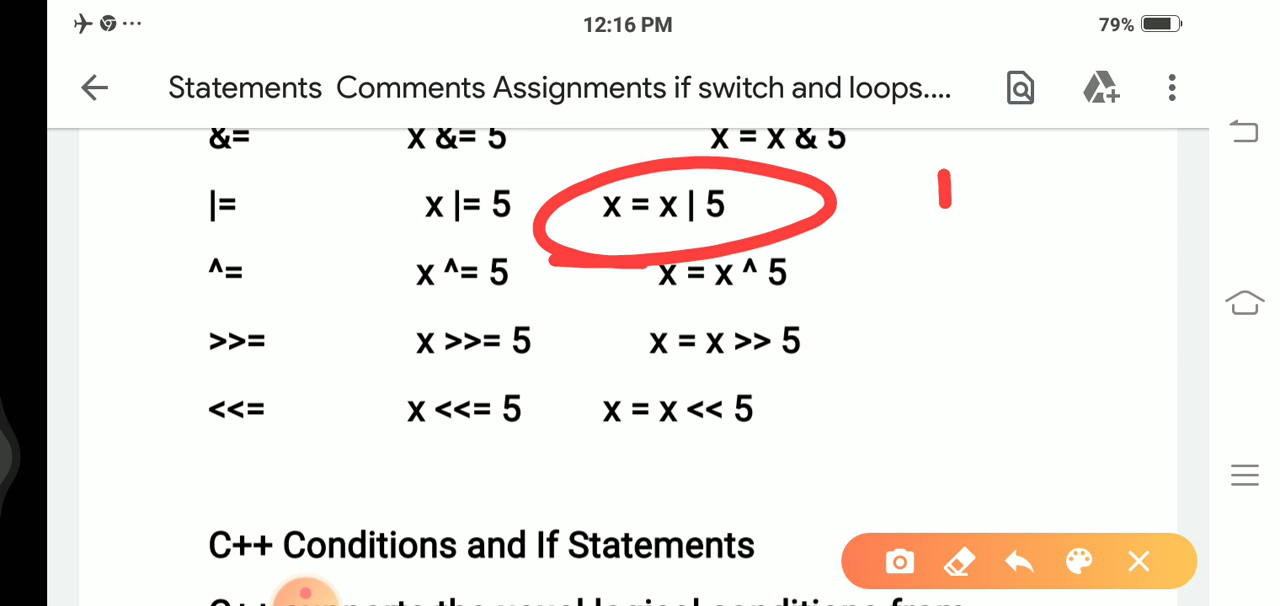 12:16 PM 79%
Statements Comments Assignments if switch and loops....
&= x &= 5 x = x & 5
|= x |= 5 x = x | 5
^= x ^= 5 x = x ^ 5
>>= x >>= 5 x = x >> 5
<<= x <<= 5 x = x << 5
C++ Conditions and If Statements